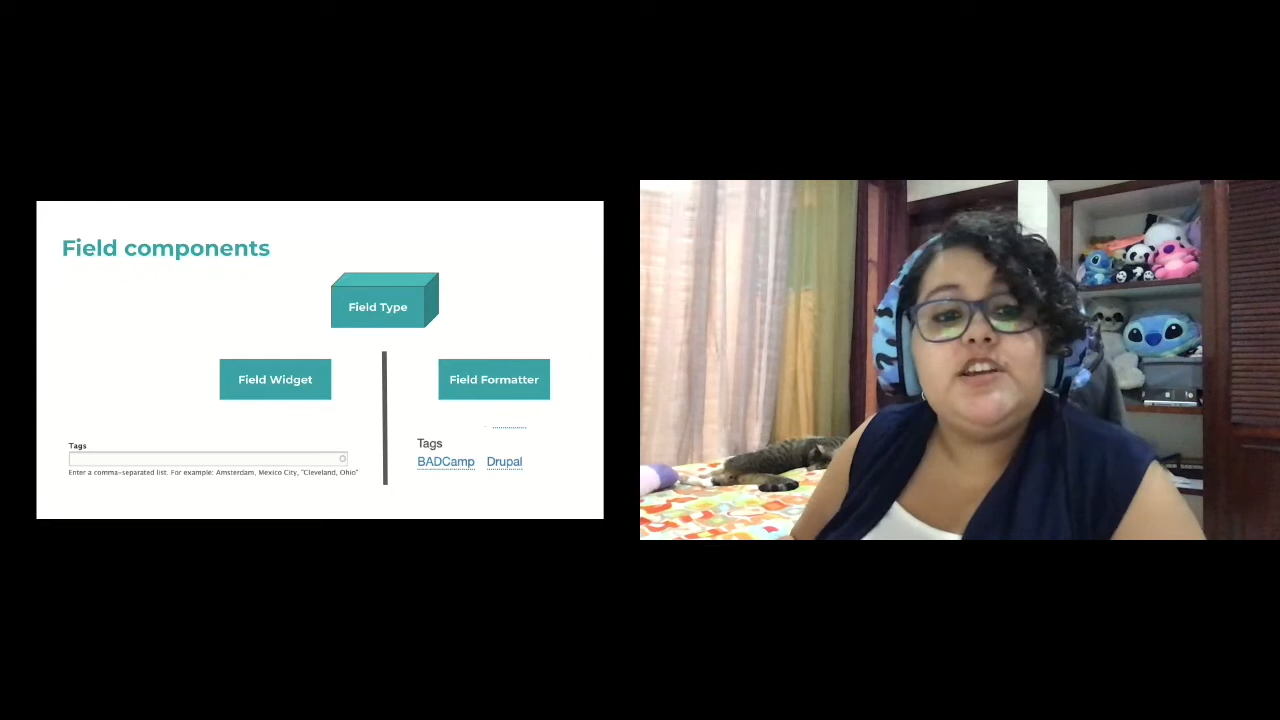 Field components
Field Type
Field Widget
Field Formatter
Tags
Enter a comma-separated list. For example: Amsterdam, Mexico City, "Cleveland, Ohio"
Tags
BADCamp Drupal